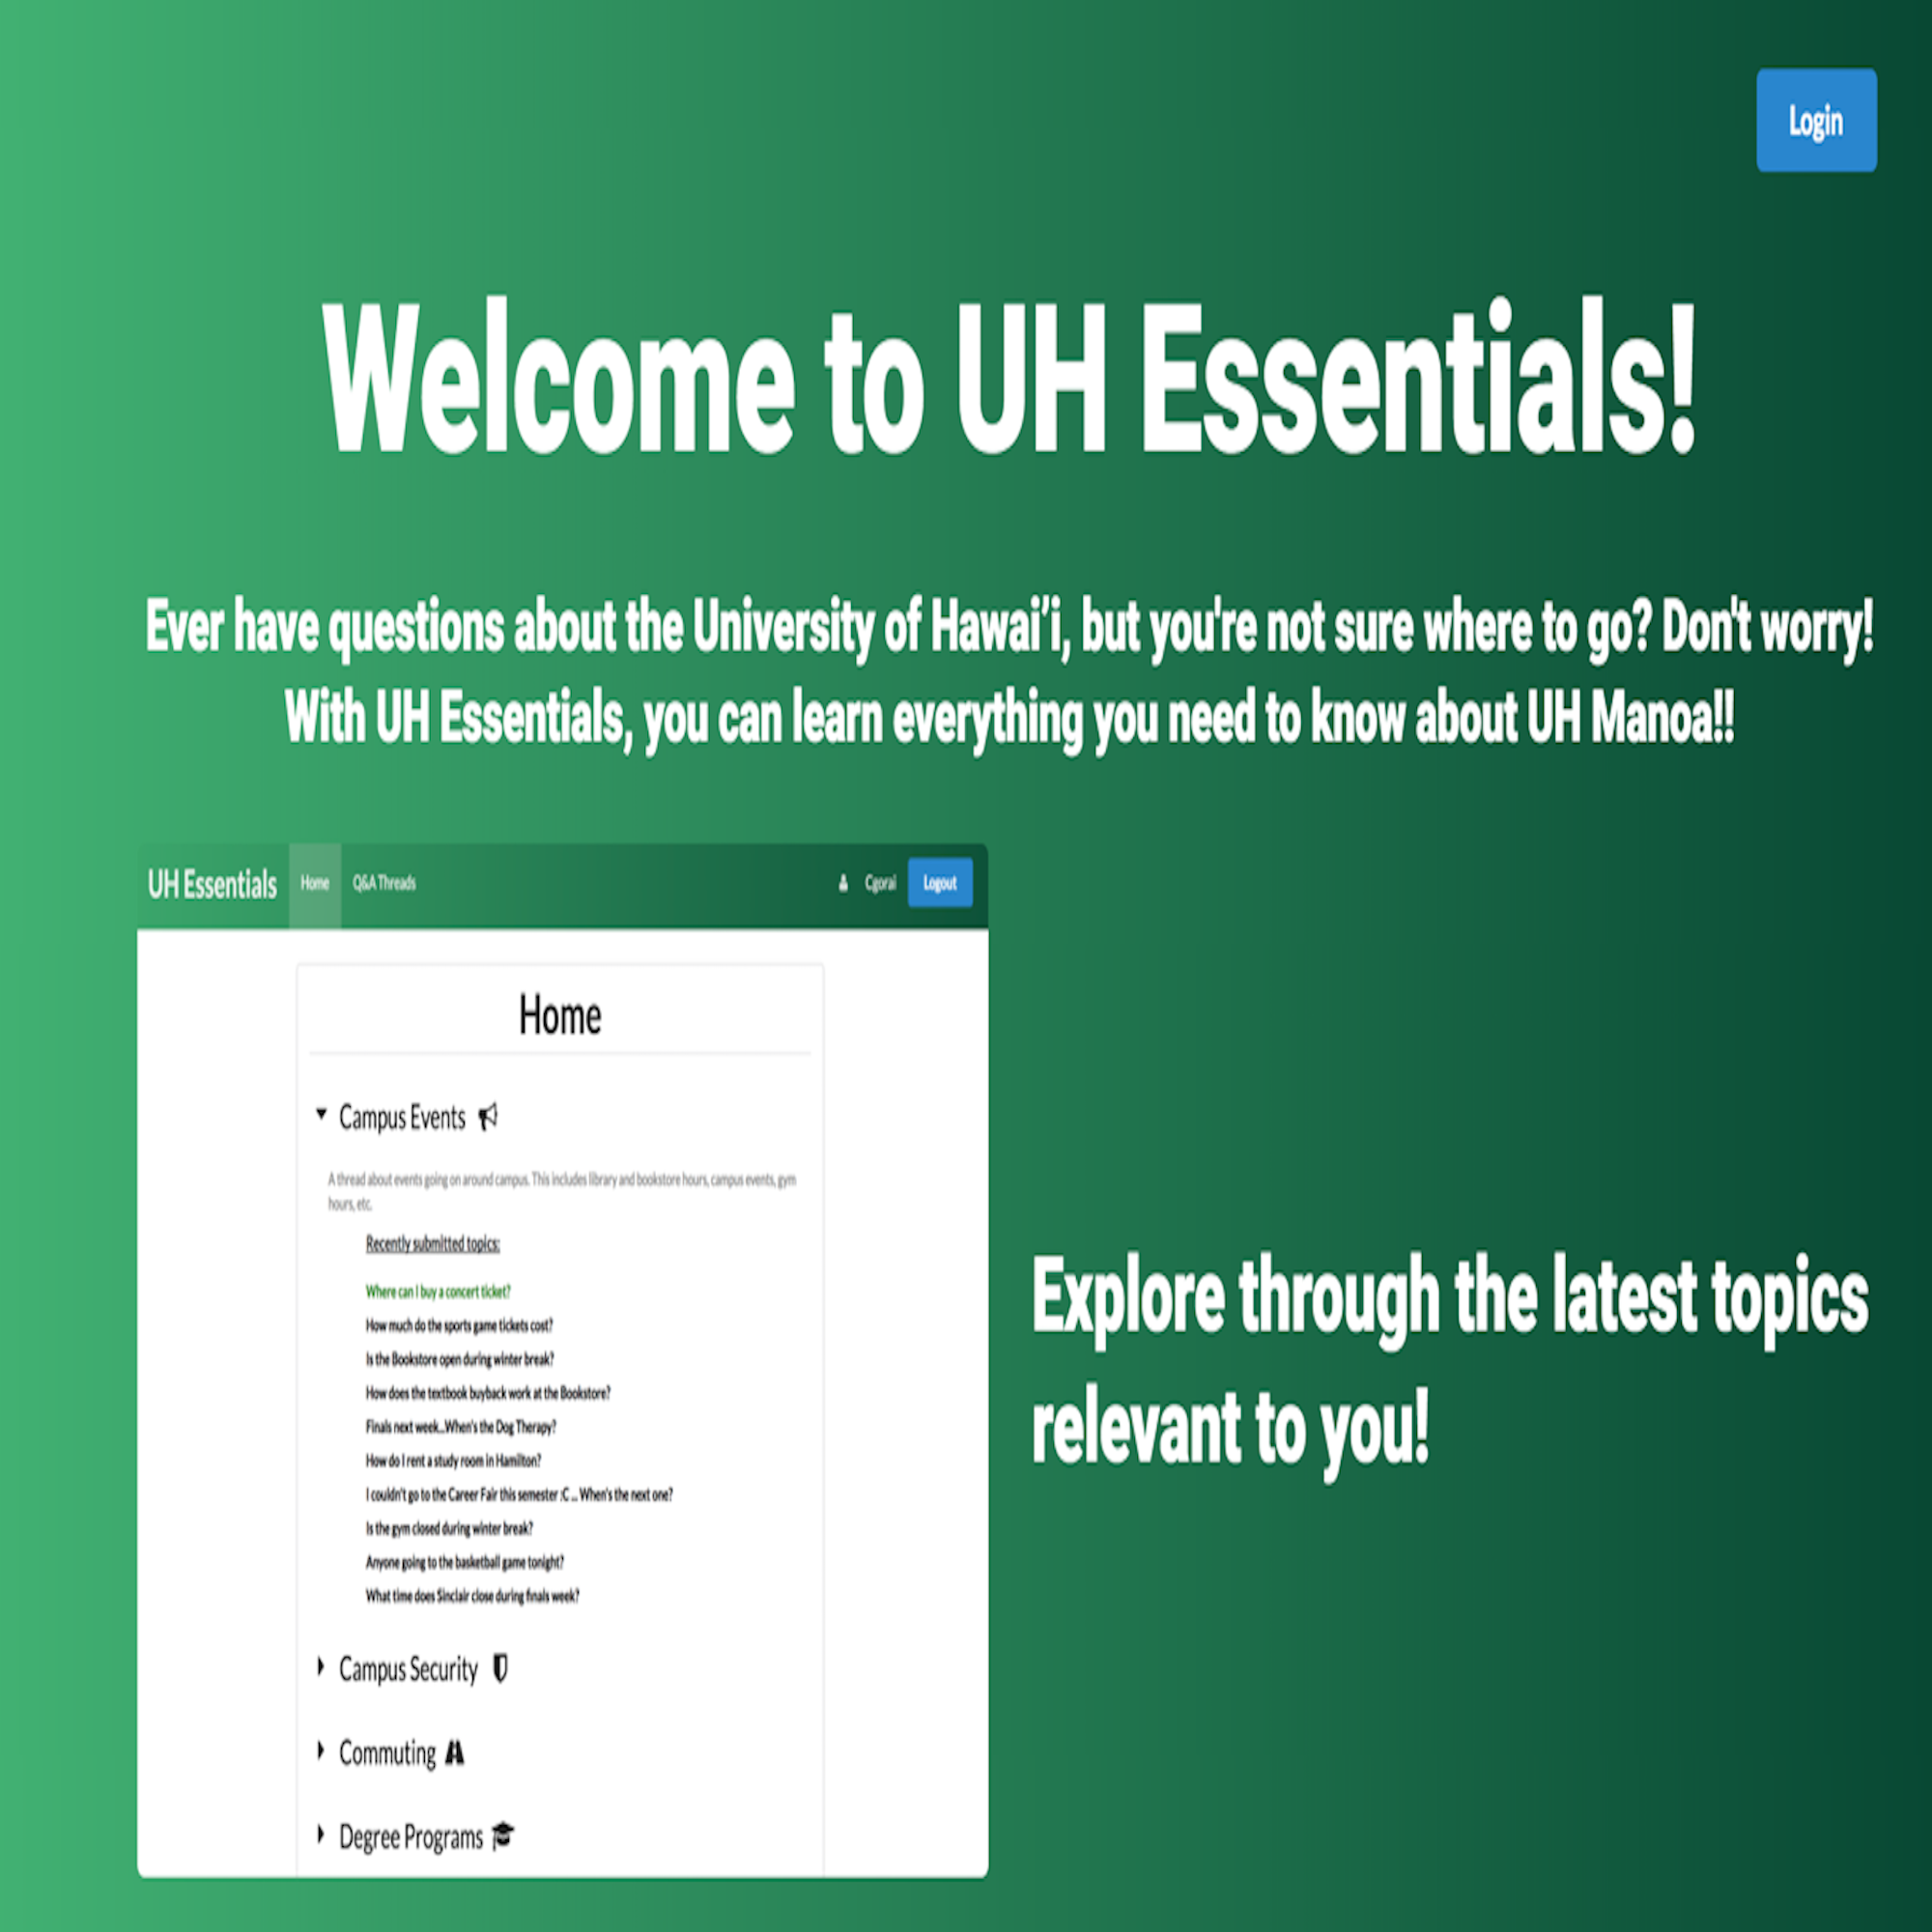 Login
Welcome to UH Essentials!
Ever have questions about the University of Hawai’i, but you're not sure where to go? Don't worry!
With UH Essentials, you can learn everything you need to know about UH Manoa!!
UH Essentials Home Q&A Threads Cgorai Logout
Home
Campus Events
A thread about events going on around campus. This includes library and bookstore hours, campus events, gym
hours, etc.
Recently submitted topics:
Where can I buy a concert ticket?
How much do the sports game tickets cost?
Is the Bookstore open during winter break?
How does the textbook buyback work at the Bookstore?
Finals next week...When's the Dog Therapy?
How do I rent a study room in Hamilton?
I couldn't go to the Career Fair this semester :C ... When's the next one?
Is the gym closed during winter break?
Anyone going to the basketball game tonight?
What time does Sinclair close during finals week?
Campus Security
Commuting
Degree Programs
Explore through the latest topics
relevant to you!